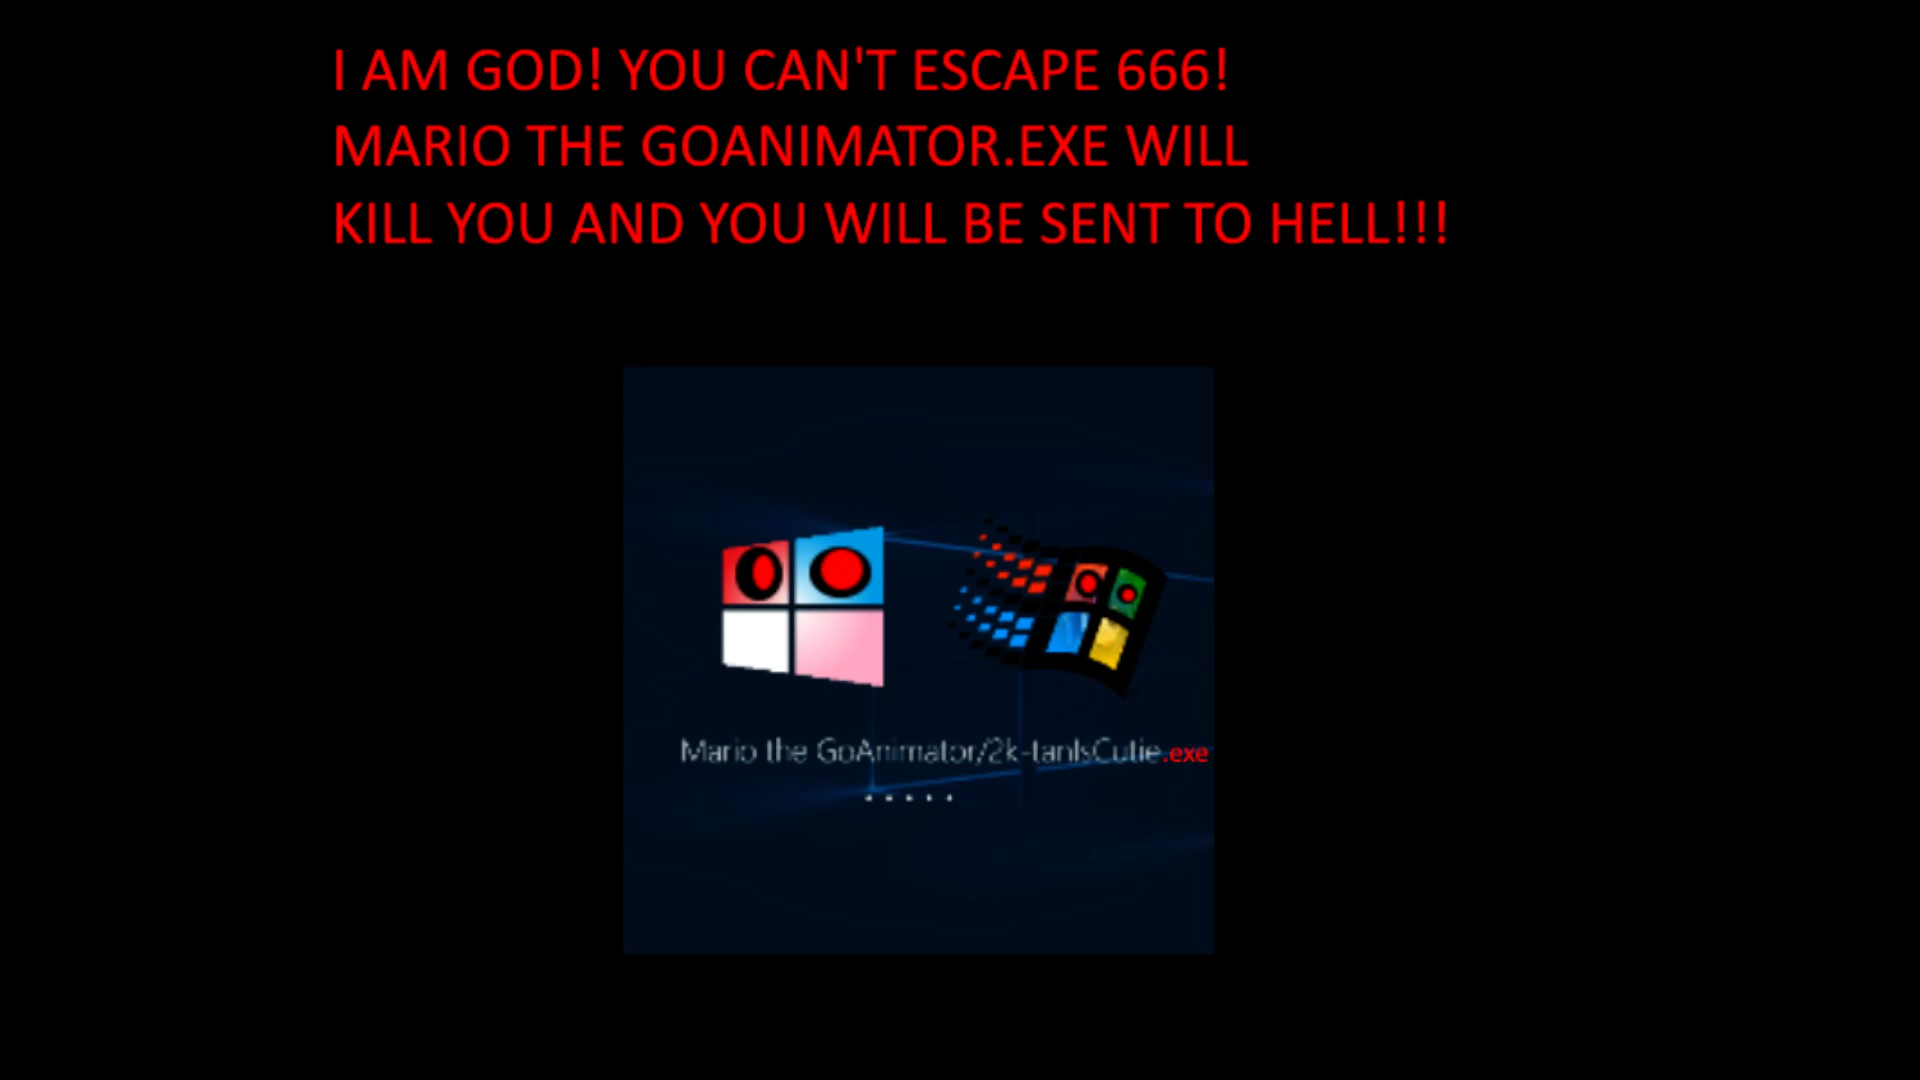 I AM GOD! YOU CAN'T ESCAPE 666!
MARIO THE GOANIMATOR.EXE WILL
KILL YOU AND YOU WILL BE SENT TO HELL!!!
Mario the GoAnimator/2k-tanIsCutie.exe